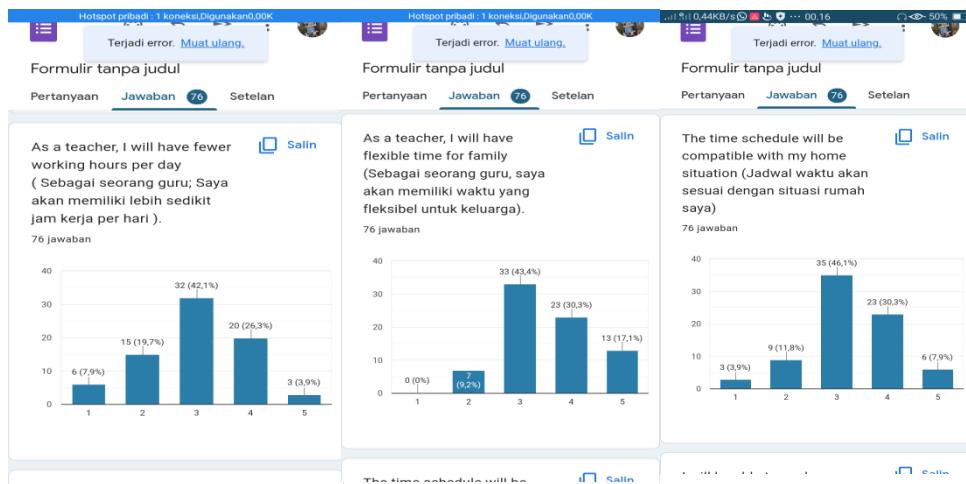 Hotspot pribadi : 1 koneksi,Digunakan0,00K
Terjadi error. Muat ulang.
Formulir tanpa judul
Pertanyaan Jawaban 76 Setelan
As a teacher, I will have fewer
working hours per day
( Sebagai seorang guru; Saya
akan memiliki lebih sedikit
jam kerja per hari ).
Salin
76 jawaban
40
30
20
10
0
6 (7,9%)
15 (19,7%)
32 (42,1%)
20 (26,3%)
3 (3,9%)
1 2 3 4 5
Hotspot pribadi : 1 koneksi,Digunakan0,00K
Terjadi error. Muat ulang.
Formulir tanpa judul
Pertanyaan Jawaban 76 Setelan
As a teacher, I will have
flexible time for family
(Sebagai seorang guru, saya
akan memiliki waktu yang
fleksibel untuk keluarga).
Salin
76 jawaban
40
30
20
10
0
0 (0%)
7
(9,2%)
33 (43,4%)
23 (30,3%)
13 (17,1%)
1 2 3 4 5
The time schedule will be
Salin
0,44KB/s ... 00.16 50%
Terjadi error. Muat ulang.
Formulir tanpa judul
Pertanyaan Jawaban 76 Setelan
The time schedule will be
compatible with my home
situation (Jadwal waktu akan
sesuai dengan situasi rumah
saya)
Salin
76 jawaban
40
30
20
10
0
3 (3,9%)
9 (11,8%)
35 (46,1%)
23 (30,3%)
6 (7,9%)
1 2 3 4 5
Salin